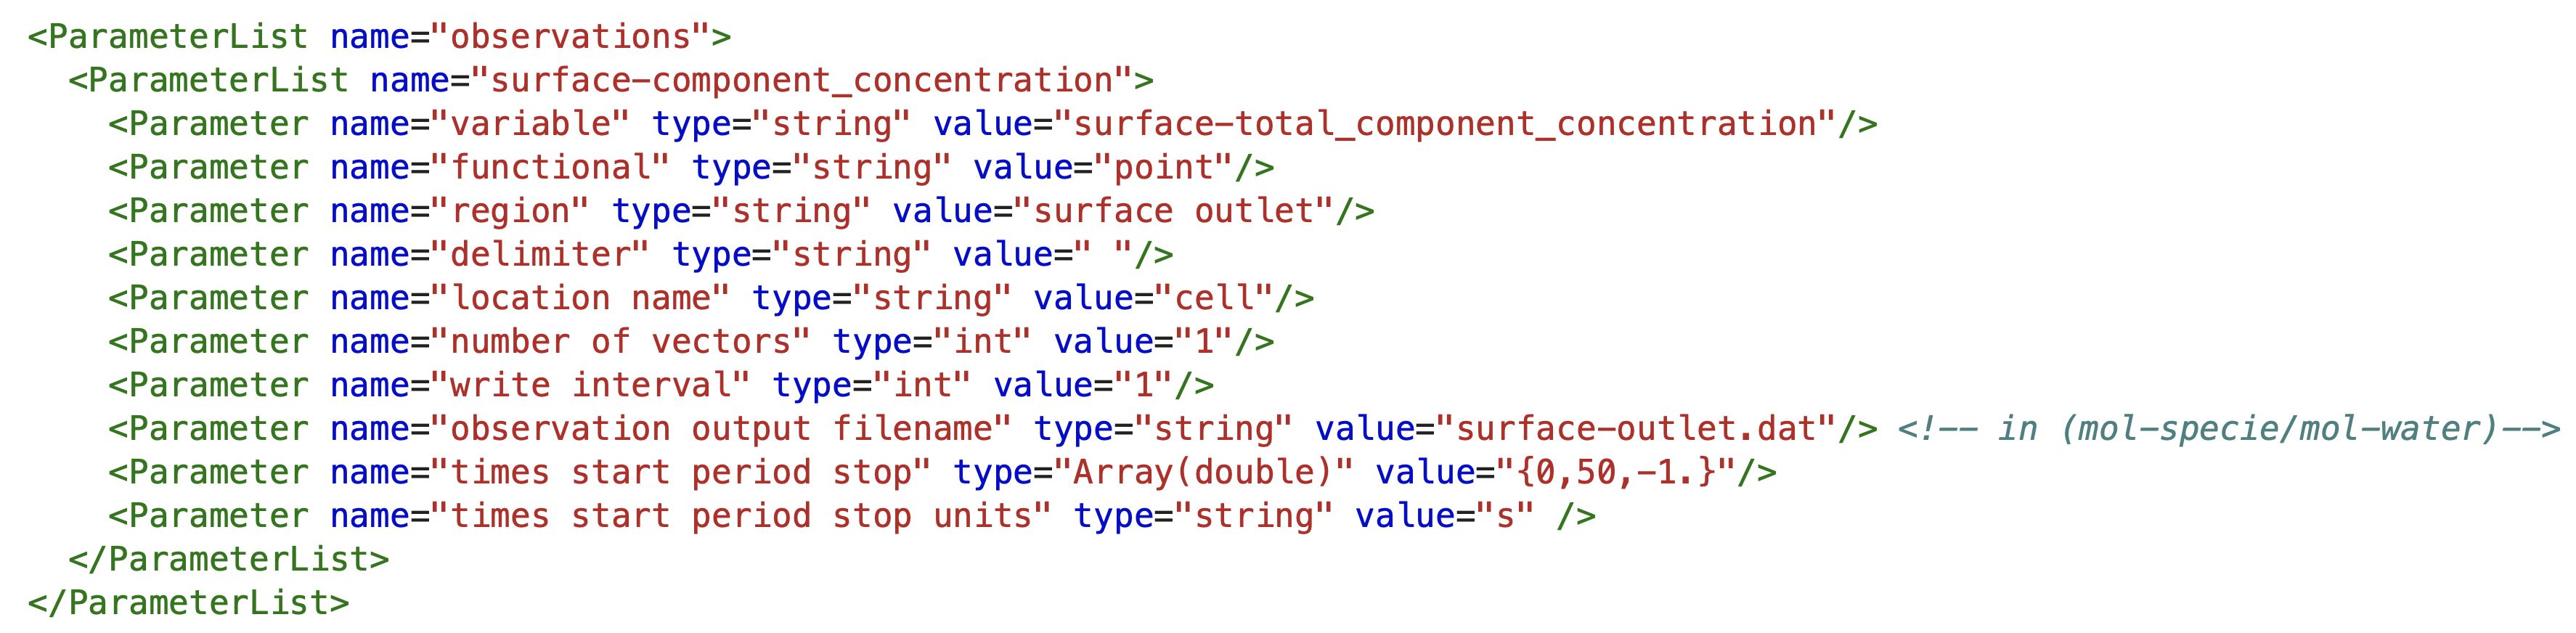 <ParameterList name="observations">
  <ParameterList name="surface-component_concentration">
    <Parameter name="variable" type="string" value="surface-total_component_concentration"/>
    <Parameter name="functional" type="string" value="point"/>
    <Parameter name="region" type="string" value="surface outlet"/>
    <Parameter name="delimiter" type="string" value=" "/>
    <Parameter name="location name" type="string" value="cell"/>
    <Parameter name="number of vectors" type="int" value="1"/>
    <Parameter name="write interval" type="int" value="1"/>
    <Parameter name="observation output filename" type="string" value="surface-outlet.dat"/> <!-- in (mol-specie/mol-water)-->
    <Parameter name="times start period stop" type="Array(double)" value="{0,50,-1.}"/>
    <Parameter name="times start period stop units" type="string" value="s" />
  </ParameterList>
</ParameterList>